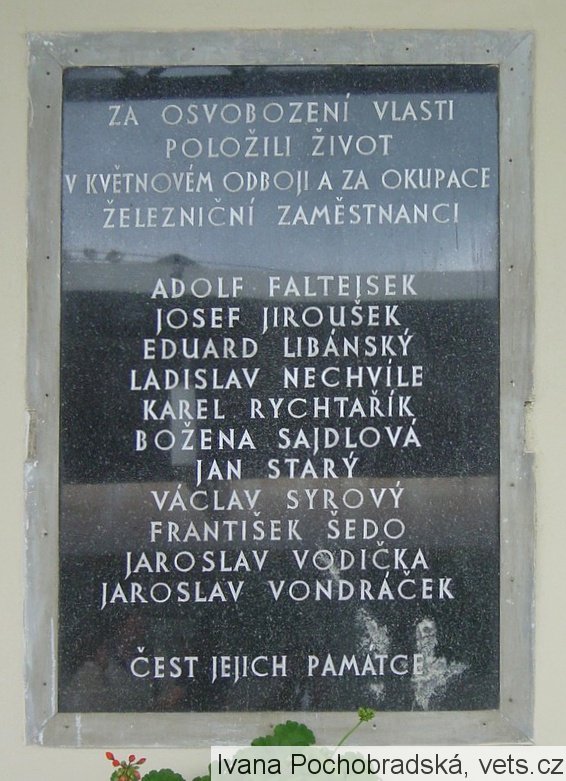 ZA OSVOBOZENÍ VLASTI
POLOŽILI ŽIVOT
V KVĚTNOVÉM ODBOJI A ZA OKUPACE
ŽELEZNIČNÍ ZAMĚSTNANCI
ADOLF FALTEJSEK
JOSEF JIROUŠEK
EDUARD LIBÁNSKÝ
LADISLAV NECHVÍLE
KAREL RYCHTAŘÍK
BOŽENA SAJDLOVÁ
JAN STARÝ
VÁCLAV SYROVÝ
FRANTIŠEK ŠEDO
JAROSLAV VODIČKA
JAROSLAV VONDRÁČEK
ČEST JEJICH PAMATCE
Ivana Pochobradská, vets.cz